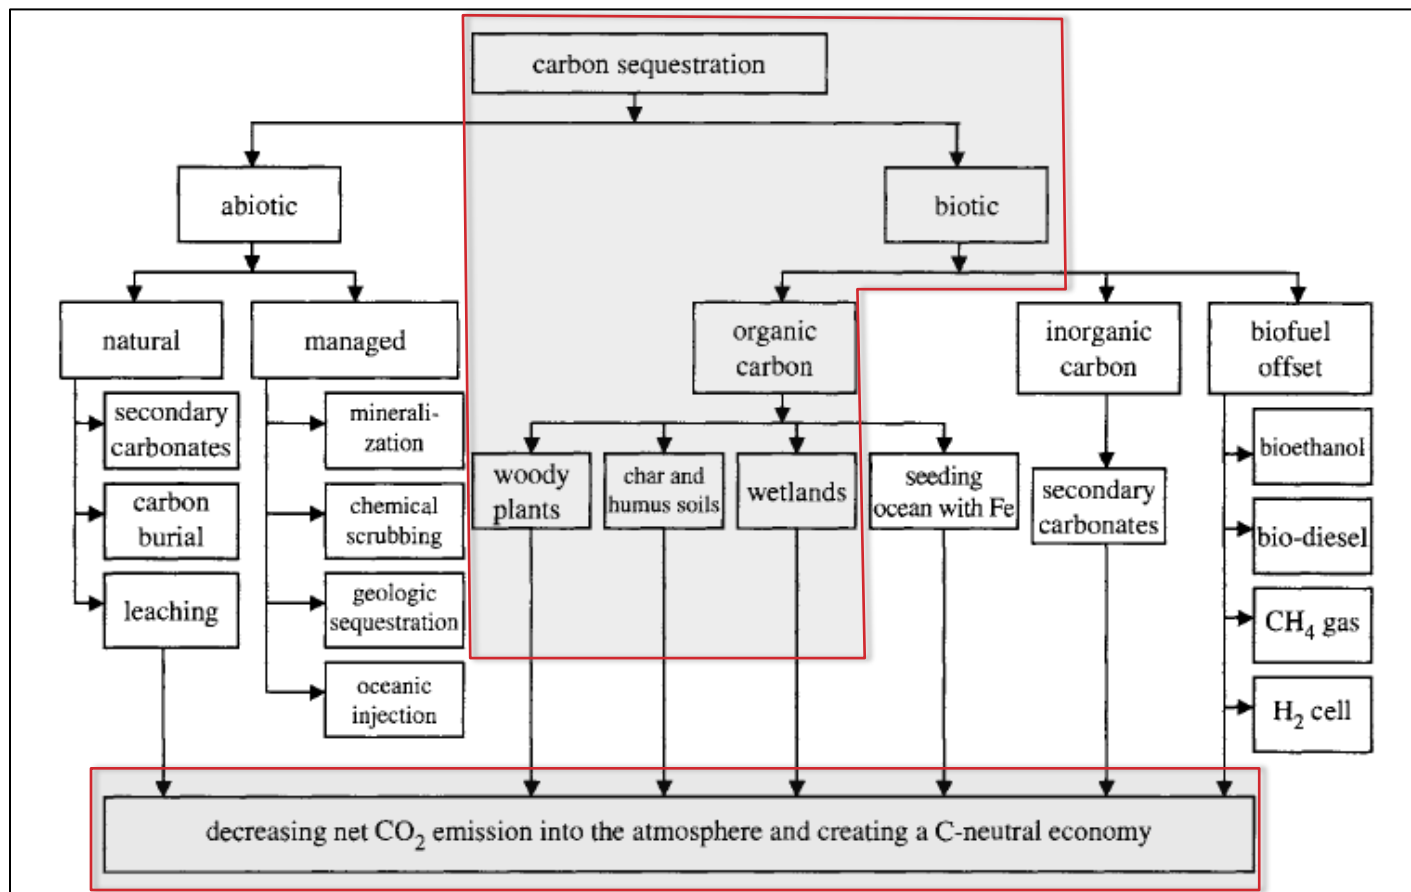 carbon sequestration
abiotic
biotic
natural
managed
organic
carbon
inorganic
carbon
biofuel
offset
secondary
carbonates
carbon
burial
leaching
minerali-
zation
chemical
scrubbing
geologic
sequestration
oceanic
injection
woody
plants
char and
humus soils
wetlands
seeding
ocean with Fe
secondary
carbonates
bioethanol
bio-diesel
CH₄ gas
H₂ cell
decreasing net CO₂ emission into the atmosphere and creating a C-neutral economy